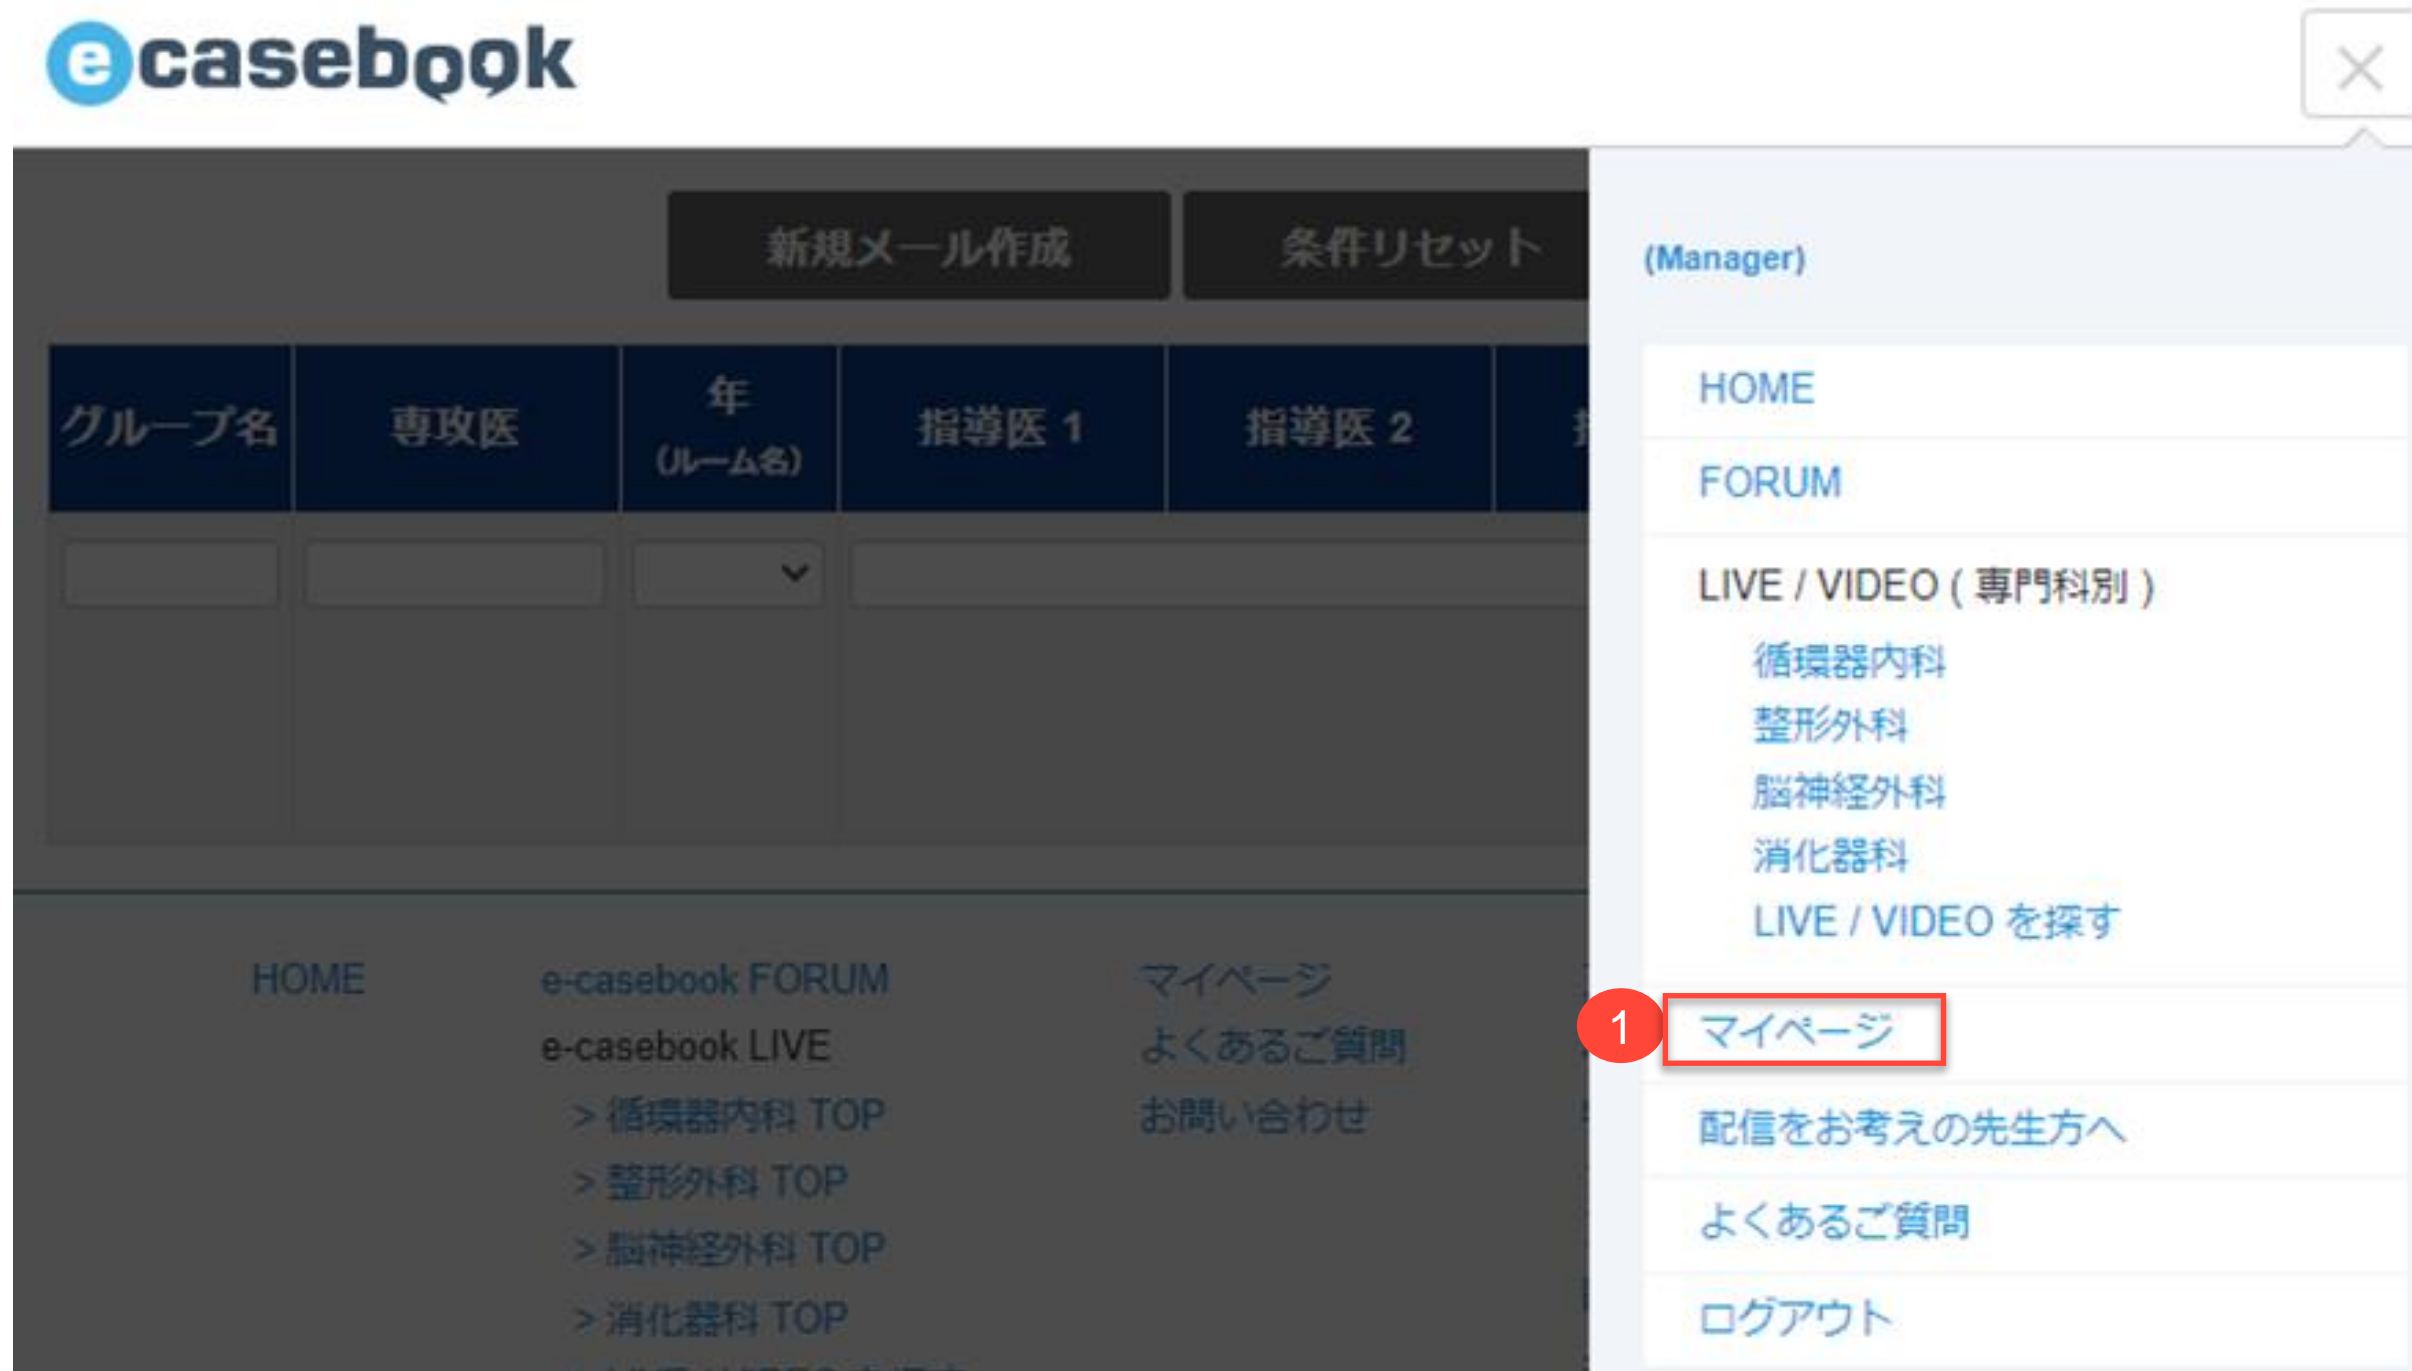 ecasebook
新規メール作成
条件リセット
グループ名
専攻医
年
(ルーム名)
指導医 1
指導医 2
HOME
e-casebook FORUM
e-casebook LIVE
> 循環器内科 TOP
> 整形外科 TOP
> 脳神経外科 TOP
> 消化器科 TOP
マイページ
よくあるご質問
お問い合わせ
(Manager)
HOME
FORUM
LIVE / VIDEO ( 専門科別 )
循環器内科
整形外科
脳神経外科
消化器科
LIVE / VIDEO を探す
1
マイページ
配信をお考えの先生方へ
よくあるご質問
ログアウト